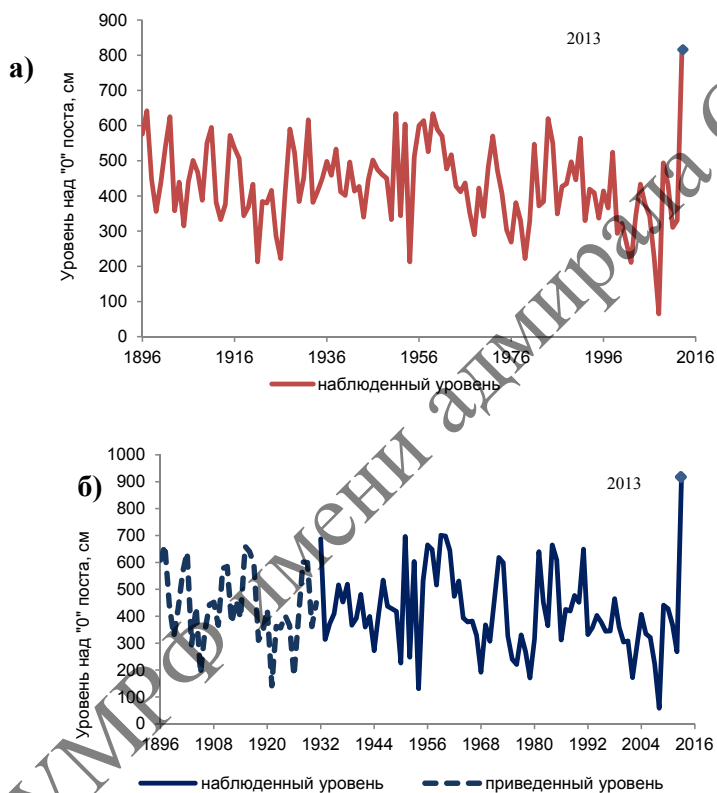 а)
2013
Уровень над "0" поста, см
900
800
700
600
500
400
300
200
100
0
1896 1916 1936 1956 1976 1996 2016
наблюденный уровень
б)
2013
Уровень над "0" поста, см
1000
900
800
700
600
500
400
300
200
100
0
1896 1908 1920 1932 1944 1956 1968 1980 1992 2004 2016
наблюденный уровень приведенный уровень
УМРФ имени адмирала